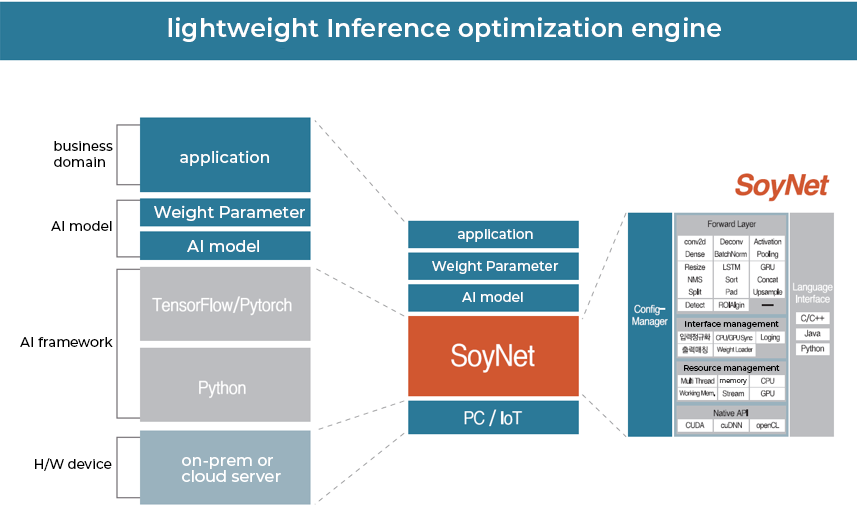 lightweight Inference optimization engine
business
domain
application
AI model
Weight Parameter
AI model
AI framework
TensorFlow/Pytorch
Python
H/W device
on-prem or
cloud server
application
Weight Parameter
AI model
SoyNet
PC / IoT
SoyNet
Config-
Manager
Forward Layer
conv2d Deconv Activation
Dense BatchNorm Pooling
Resize LSTM GRU
NMS Sort Concat
Split Pad Upsample
Detect ROIAllgin
Interface management
입력정규화 CPU/GPU Sync Loging
출력매칭 Weight Loader
Resource management
Multi Thread memory CPU
Working Mem, Stream GPU
Native API
CUDA cuDNN openCL
Language
Interface
C/C++
Java
Python